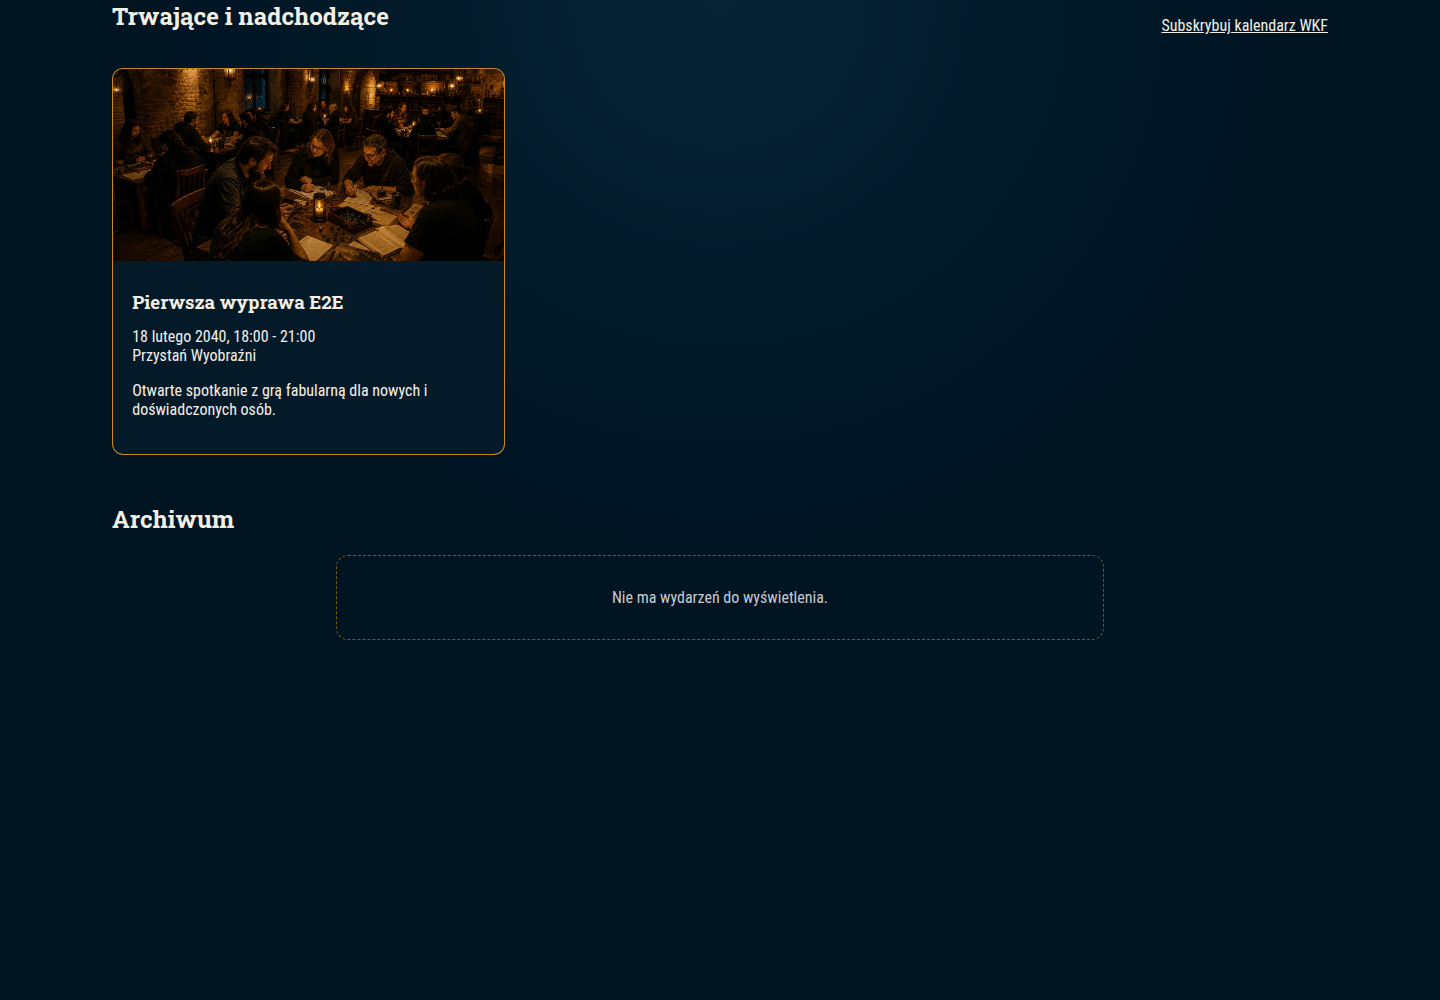 Trwające i nadchodzące
Subskrybuj kalendarz WKF
Pierwsza wyprawa E2E
18 lutego 2040, 18:00 - 21:00
Przystań Wyobraźni
Otwarte spotkanie z grą fabularną dla nowych i
doświadczonych osób.
Archiwum
Nie ma wydarzeń do wyświetlenia.